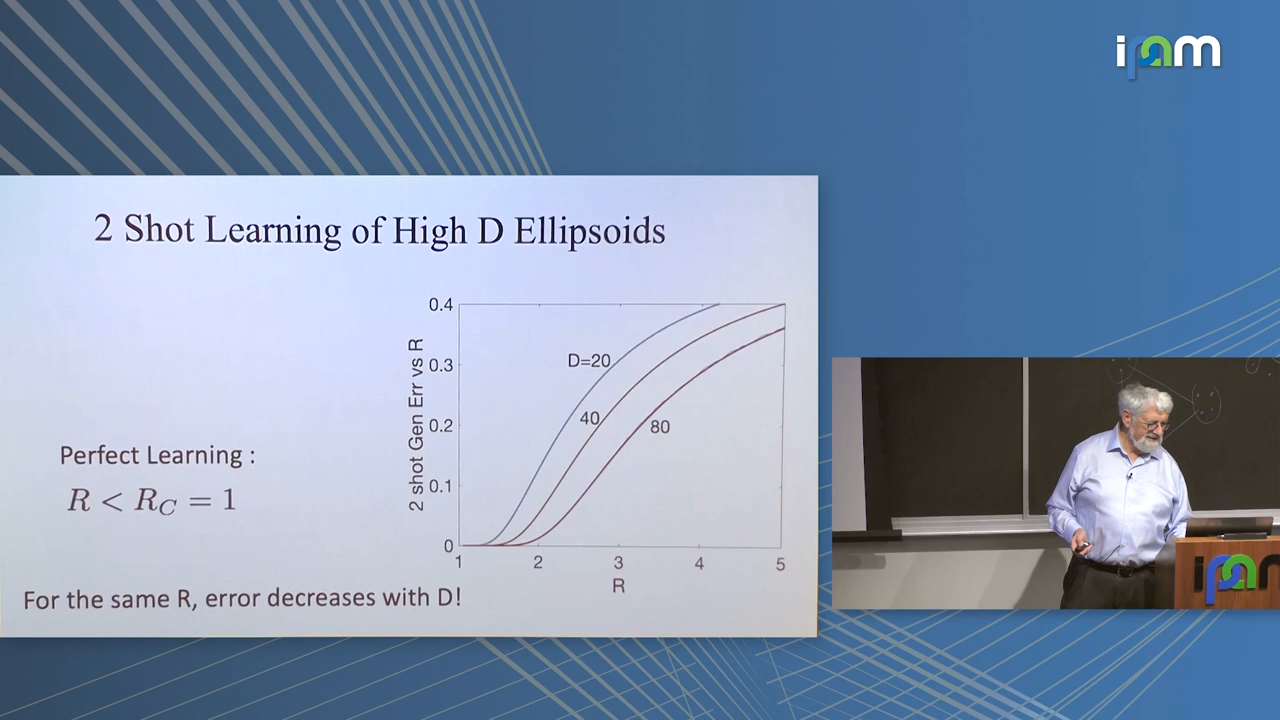 ipam
2 Shot Learning of High D Ellipsoids
2 shot Gen Err vs R
0.4
0.3
0.2
0.1
0
D=20
40
80
1 2 3 4 5
R
Perfect Learning :
R < R_C = 1
For the same R, error decreases with D!
ipam